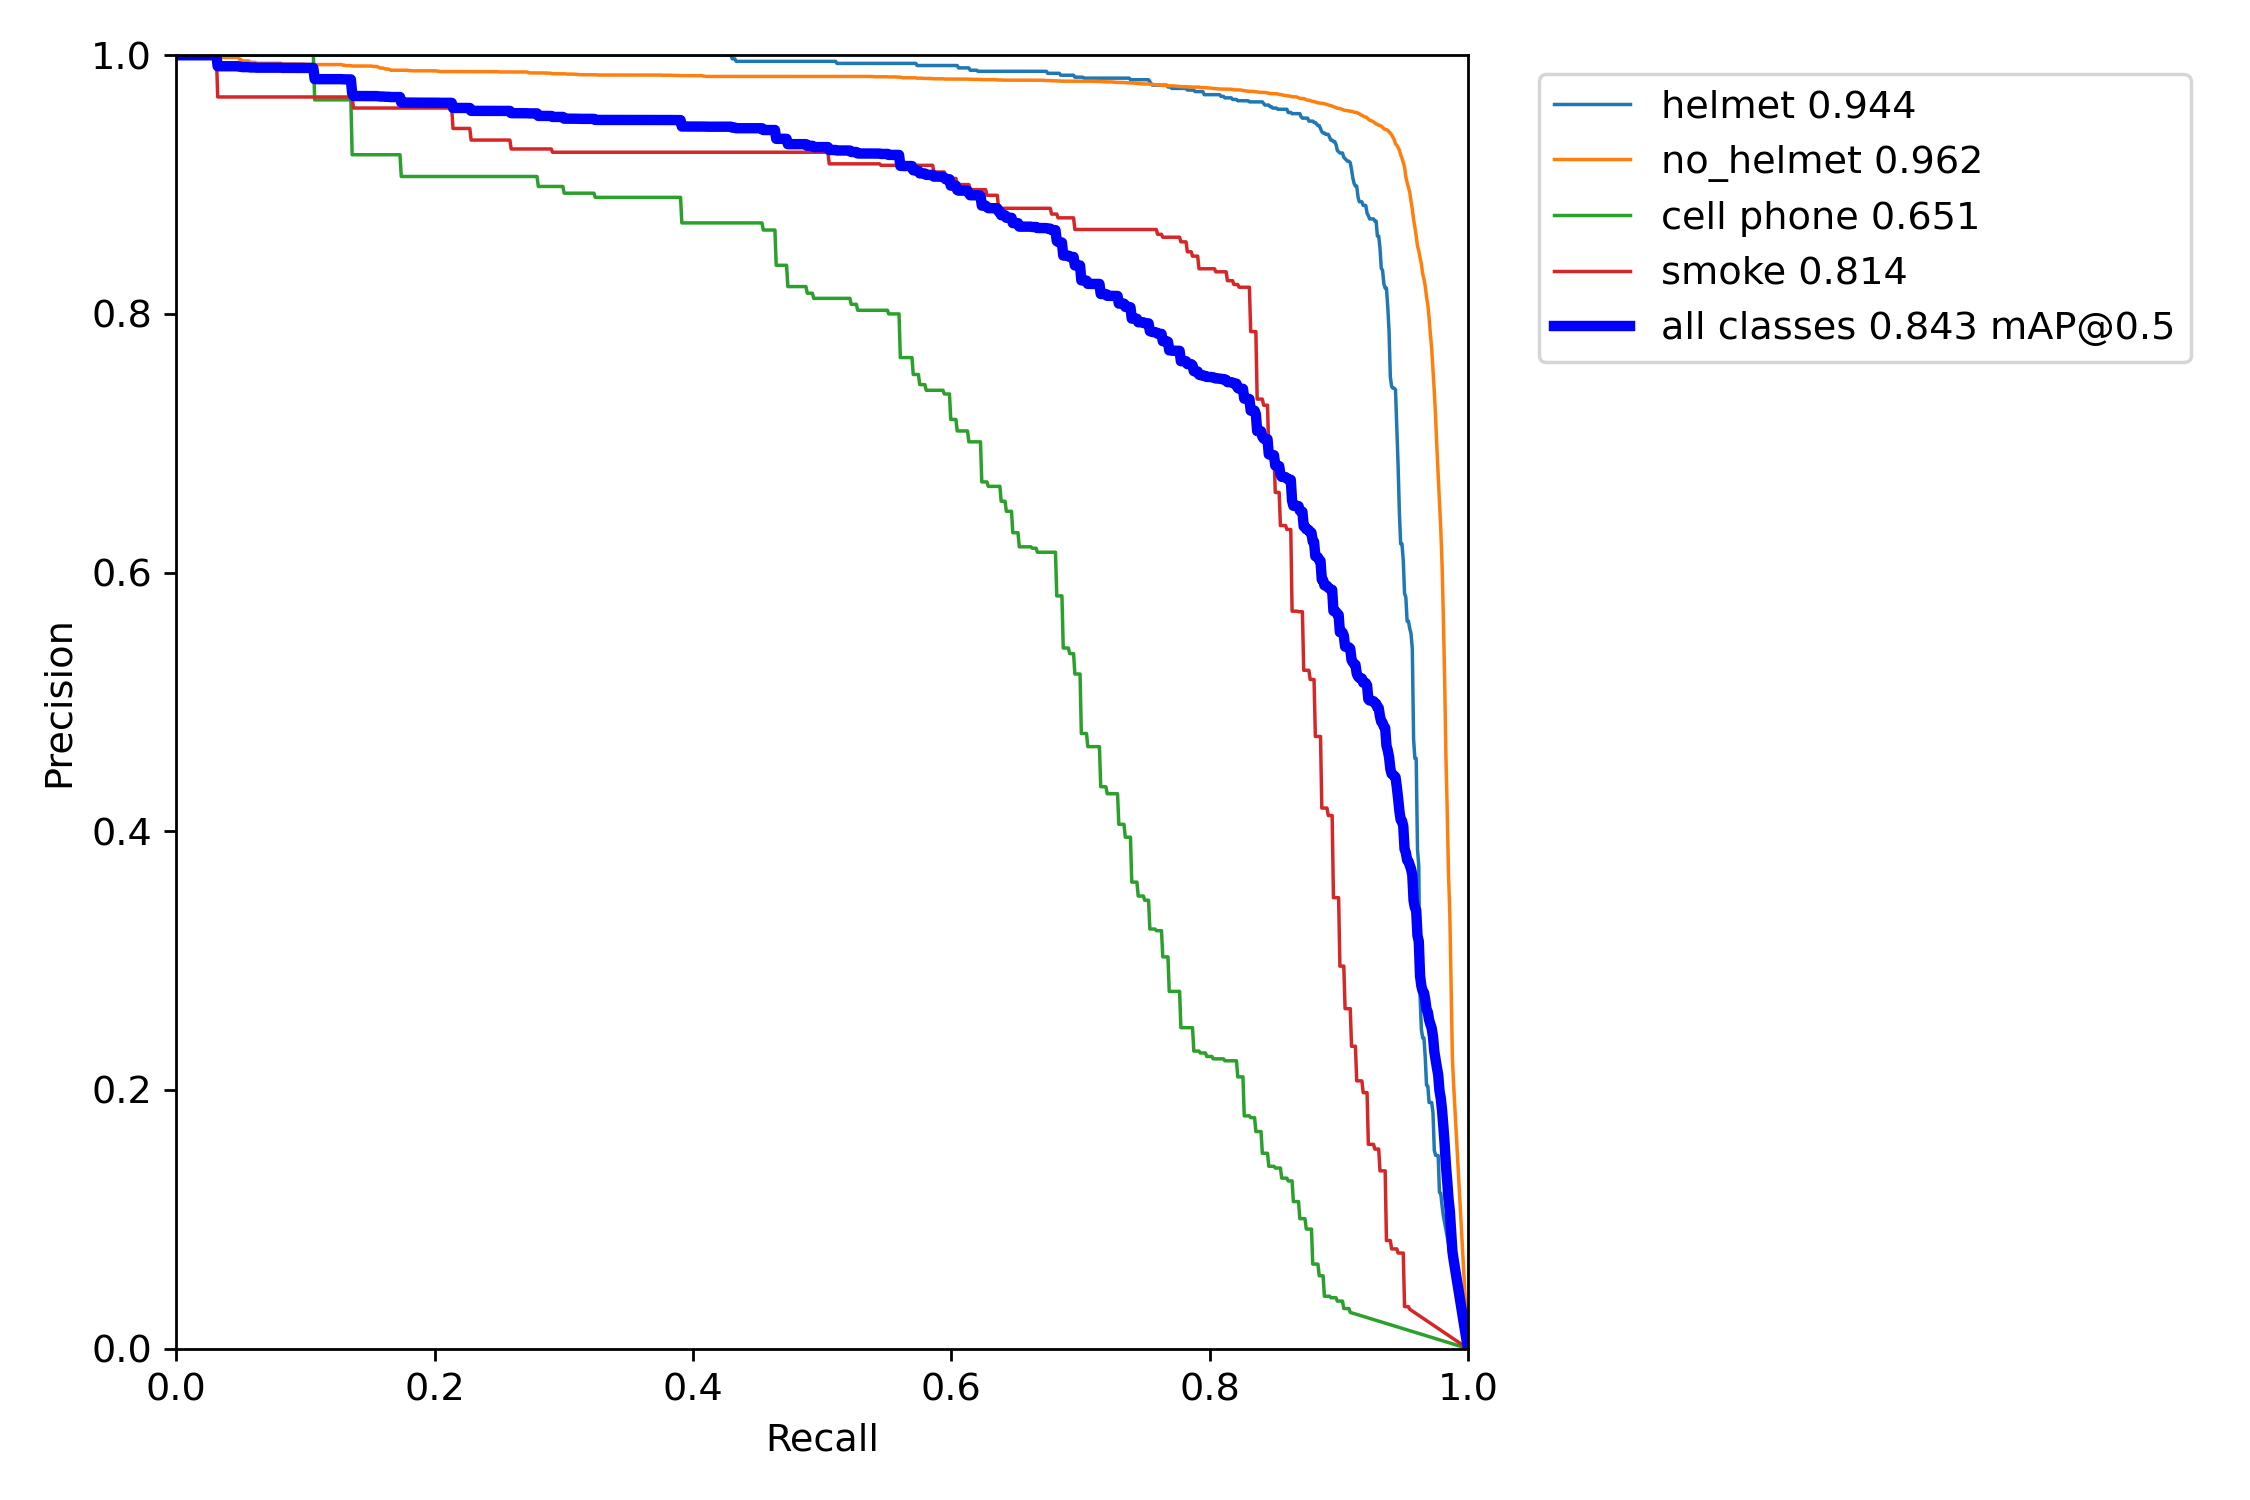 1.0
0.8
0.6
0.4
0.2
0.0
Precision
0.0 0.2 0.4 0.6 0.8 1.0
Recall
helmet 0.944
no_helmet 0.962
cell phone 0.651
smoke 0.814
all classes 0.843 mAP@0.5